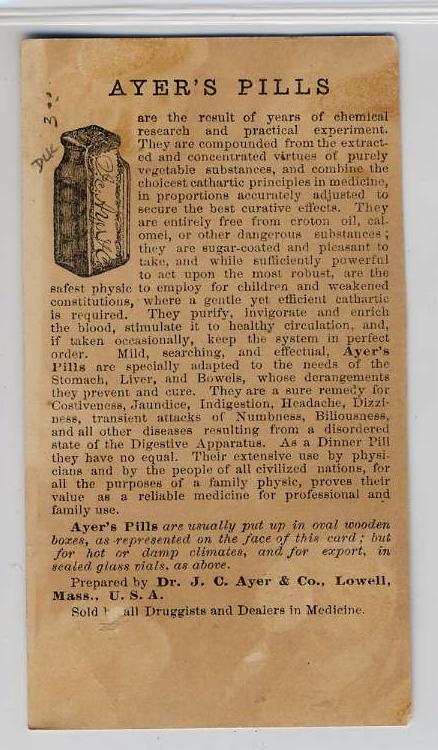 AYER'S PILLS
are the result of years of chemical
research and practical experiment.
They are compounded from the extract-
ed and concentrated virtues of purely
vegetable substances, and combine the
choicest cathartic principles in medicine,
in proportions accurately adjusted to
secure the best curative effects. They
are entirely free from croton oil, cal-
omel, or other dangerous substances;
they are sugar-coated and pleasant to
take, and while sufficiently powerful
to act upon the most robust, are the
safest physic to employ for children and weakened
constitutions, where a gentle yet efficient cathartic
is required. They purify, invigorate and enrich
the blood, stimulate it to healthy circulation, and,
if taken occasionally, keep the system in perfect
order. Mild, searching, and effectual, Ayer's
Pills are specially adapted to the needs of the
Stomach, Liver, and Bowels, whose derangements
they prevent and cure. They are a sure remedy for
Costiveness, Jaundice, Indigestion, Headache, Dizzi-
ness, transient attacks of Numbness, Biliousness,
and all other diseases resulting from a disordered
state of the Digestive Apparatus. As a Dinner Pill
they have no equal. Their extensive use by physi-
cians and by the people of all civilized nations, for
all the purposes of a family physic, proves their
value as a reliable medicine for professional and
family use.
Ayer's Pills are usually put up in oval wooden
boxes, as represented on the face of this card; but
for hot or damp climates, and for export, in
sealed glass vials, as above.
Prepared by Dr. J. C. Ayer & Co., Lowell,
Mass., U. S. A.
Sold all Druggists and Dealers in Medicine.